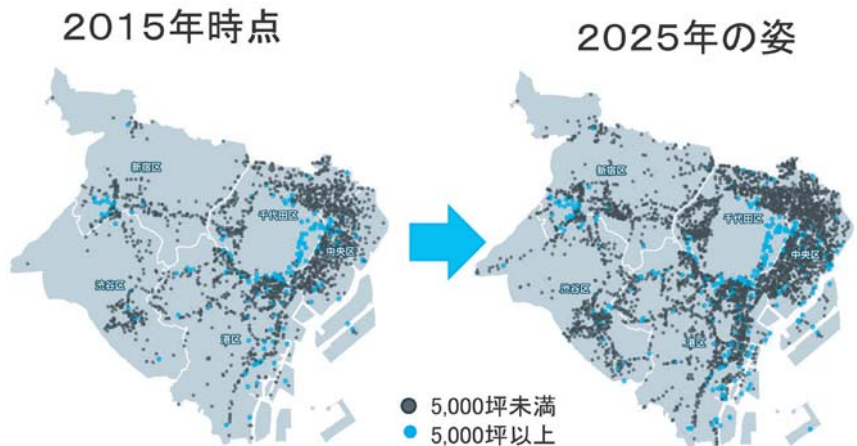 2015年時点
2025年の姿
新宿区
千代田区
中央区
渋谷区
港区
新宿区
千代田区
中央区
渋谷区
港区
5,000坪未満
5,000坪以上